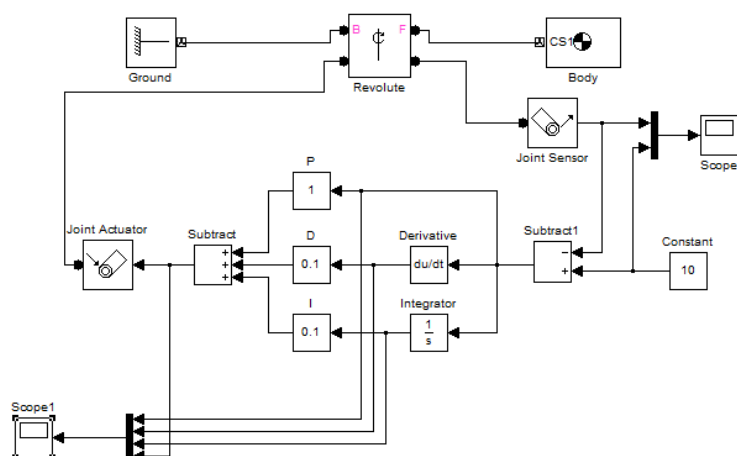 B
F
CS1
Ground
Revolute
Body
Joint Sensor
Scope
P
1
Joint Actuator
Subtract
D
Derivative
Subtract1
Constant
+
+
+
0.1
du/dt
−
+
10
I
Integrator
0.1
1
s
Scope1